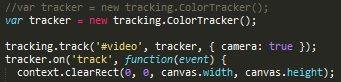 //var tracker = new tracking.ColorTracker();
var tracker = new tracking.ColorTracker();
tracking.track('#video', tracker, { camera: true });
tracker.on('track', function(event) {
context.clearRect(0, 0, canvas.width, canvas.height);